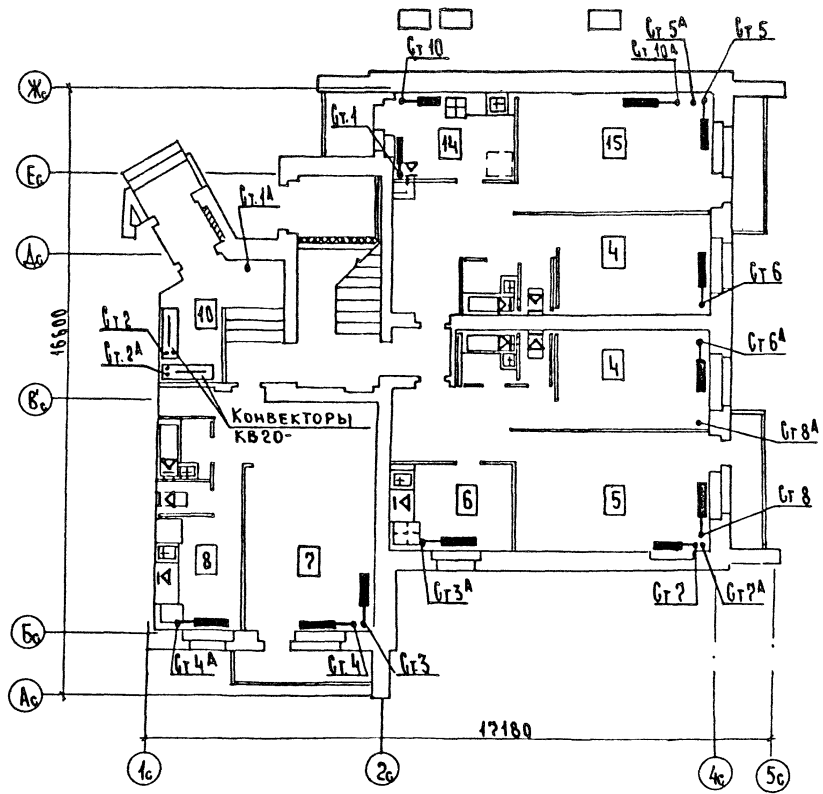 Ст 10
Ст 5А
Ст 10А
Ст 5
Жс
Ст.1
14
15
Ес
Ст.1А
Дс
4
10
Ст 6
Ст 2
16600
Ст.2А
Ст 6А
4
В'с
Конвекторы
КВ20-
Ст 8А
Ст 8
6
5
8
7
Ст 3А
Ст 7
Ст 7А
Бс
Ст 4А
Ст.4
Ст 3
Ас
17180
1с
2с
4с
5с